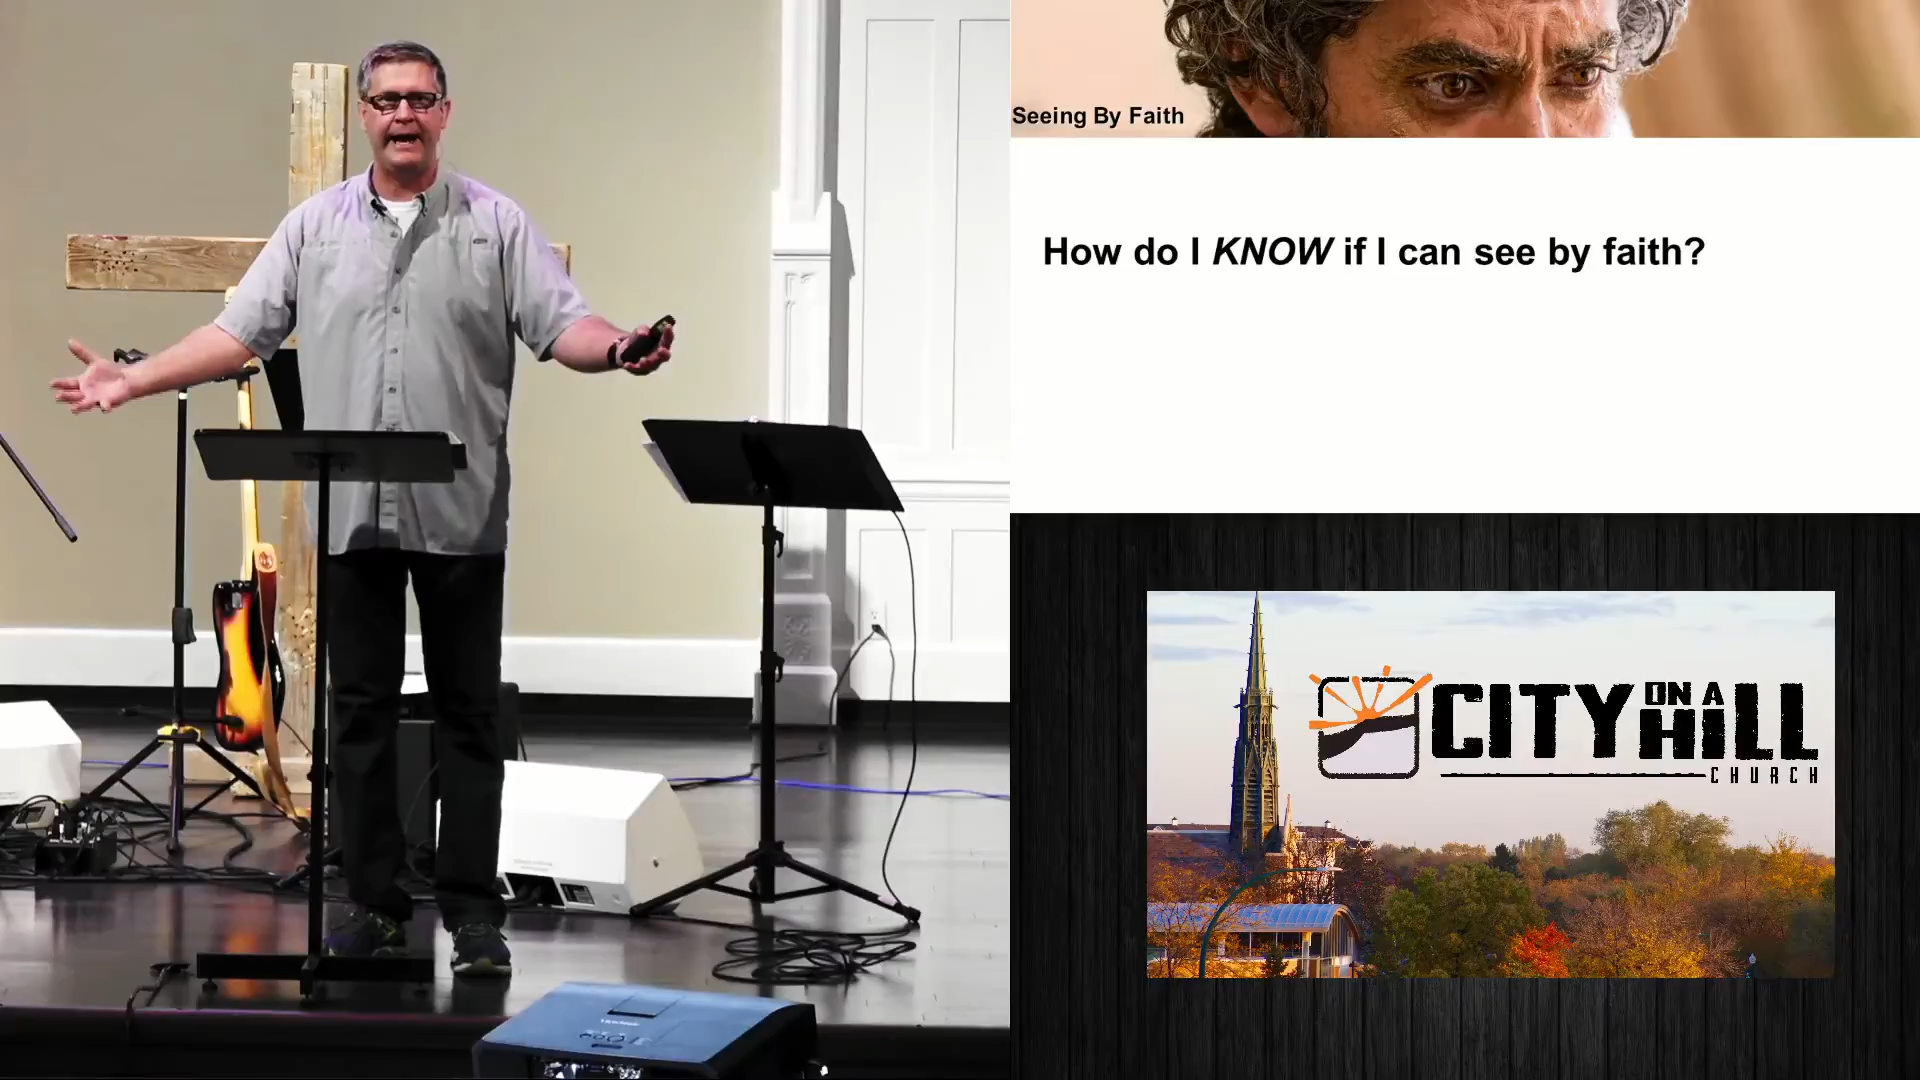 Seeing By Faith
How do I KNOW if I can see by faith?
CITY ON A HILL
CHURCH